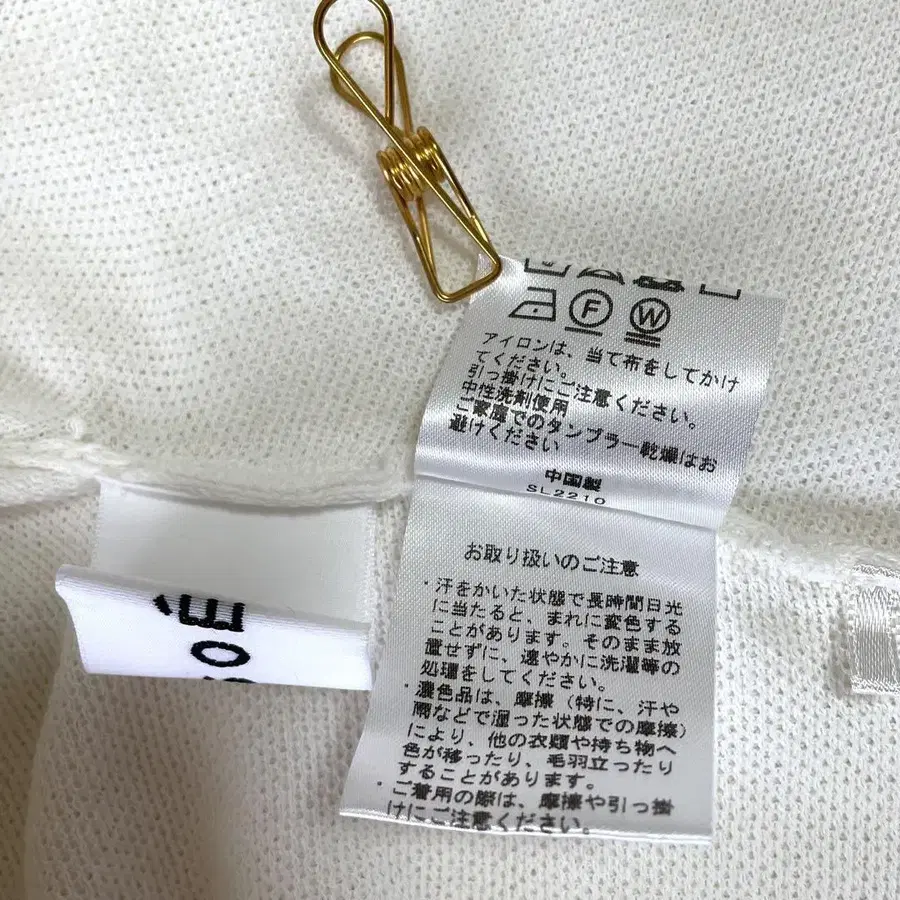 F W
アイロンは、当て布をしてかけ
てください。
引っ掛けにご注意ください。
中性洗剤使用
ご家庭でのタンブラー乾燥はお
避けください
中国製
SL2210
お取り扱いのご注意
・汗をかいた状態で長時間日光
に当たると、まれに変色する
ことがあります。そのまま放
置せずに、速やかに洗濯等の
処理をしてください。
・濃色品は、摩擦（特に、汗や
雨などで湿った状態での摩擦）
により、他の衣類や持ち物へ
色が移ったり、毛羽立ったり
することがあります。
・ご着用の際は、摩擦や引っ掛
けにご注意ください。